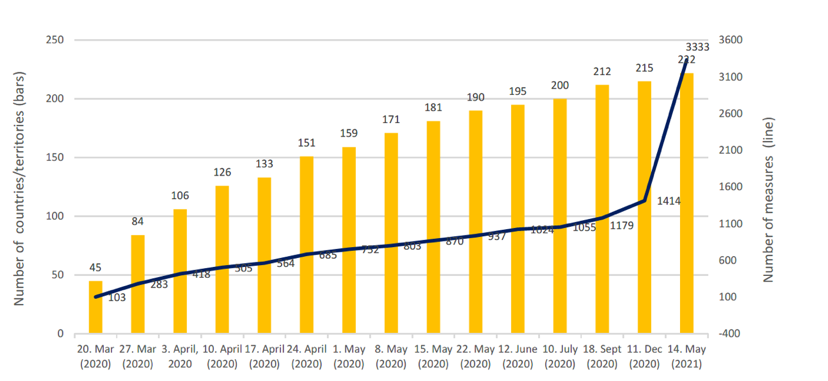 250
200
150
100
50
0
Number of countries/territories (bars)
3600
3100
2600
2100
1600
1100
600
100
-400
Number of measures (line)
45
84
106
126
133
151
159
171
181
190
195
200
212
215
222
103
283
418
505
564
685
752
803
870
937
1024
1055
1179
1414
3333
20. Mar (2020)
27. Mar (2020)
3. April, 2020
10. April (2020)
17. April (2020)
24. April (2020)
1. May (2020)
8. May (2020)
15. May (2020)
22. May (2020)
12. June (2020)
10. July (2020)
18. Sept (2020)
11. Dec (2020)
14. May (2021)